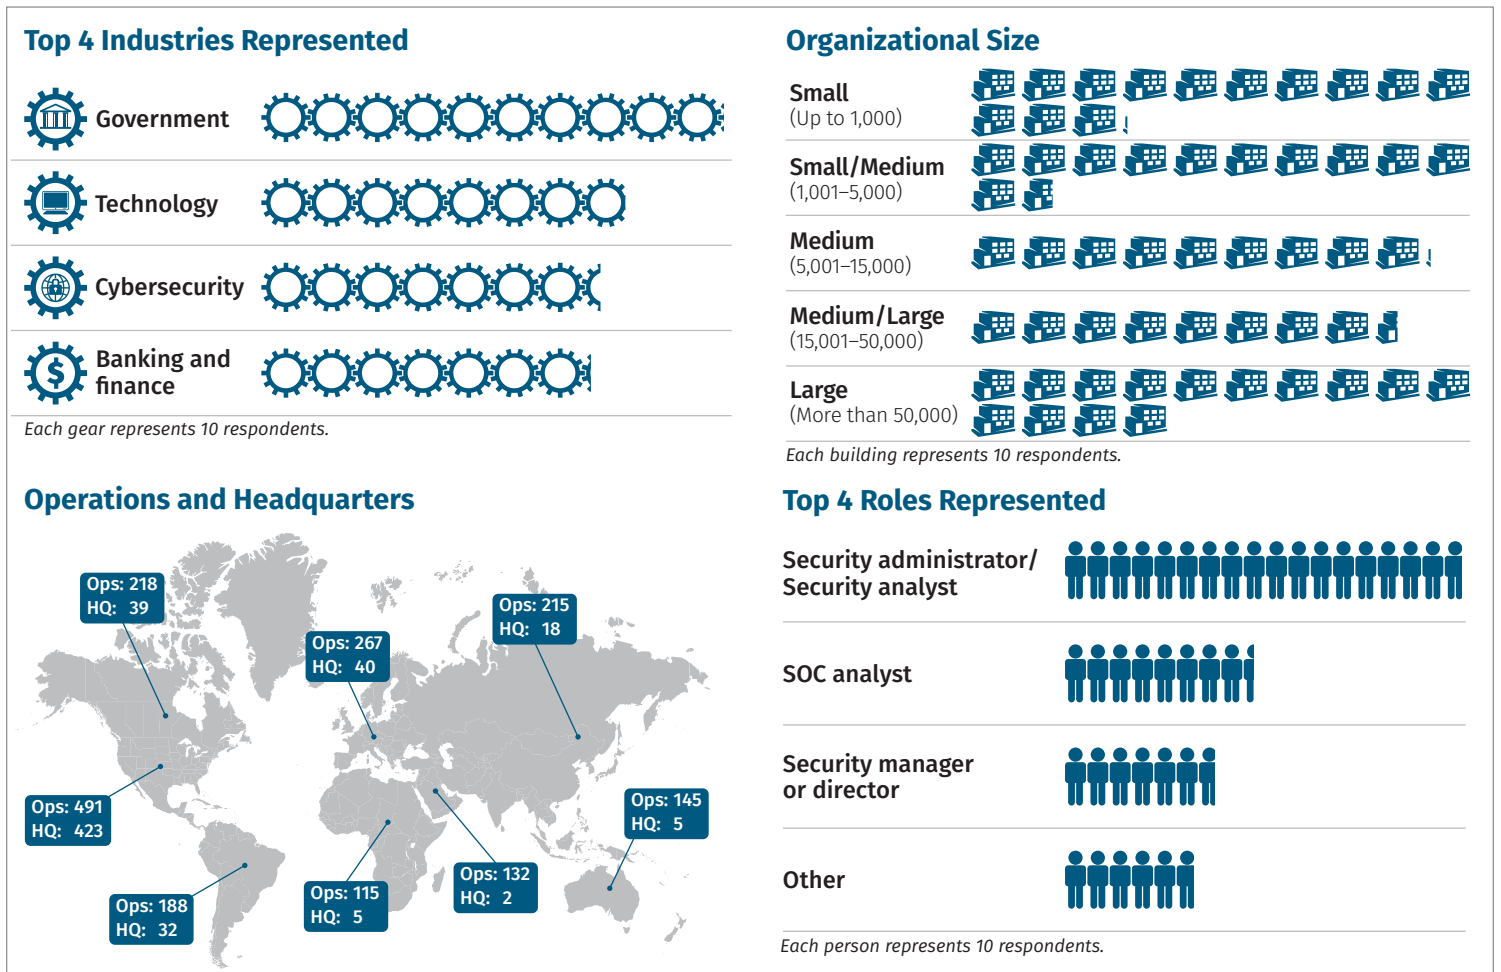 Top 4 Industries Represented
Government
Technology
Cybersecurity
$
Banking and
finance
Each gear represents 10 respondents.
Organizational Size
Small
(Up to 1,000)
Small/Medium
(1,001–5,000)
Medium
(5,001–15,000)
Medium/Large
(15,001–50,000)
Large
(More than 50,000)
Each building represents 10 respondents.
Operations and Headquarters
Ops: 218
HQ: 39
Ops: 267
HQ: 40
Ops: 215
HQ: 18
Ops: 491
HQ: 423
Ops: 145
HQ: 5
Ops: 188
HQ: 32
Ops: 115
HQ: 5
Ops: 132
HQ: 2
Top 4 Roles Represented
Security administrator/
Security analyst
SOC analyst
Security manager
or director
Other
Each person represents 10 respondents.